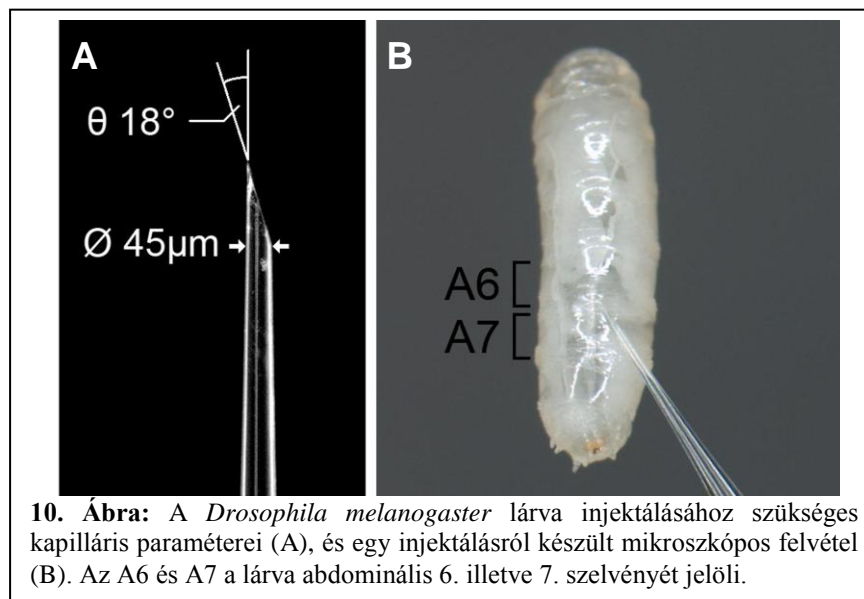 A
B
θ 18°
Ø 45µm
A6
A7
10. Ábra: A Drosophila melanogaster lárva injektálásához szükséges
kapilláris paraméterei (A), és egy injektálásról készült mikroszkópos felvétel
(B). Az A6 és A7 a lárva abdominális 6. illetve 7. szelvényét jelöli.